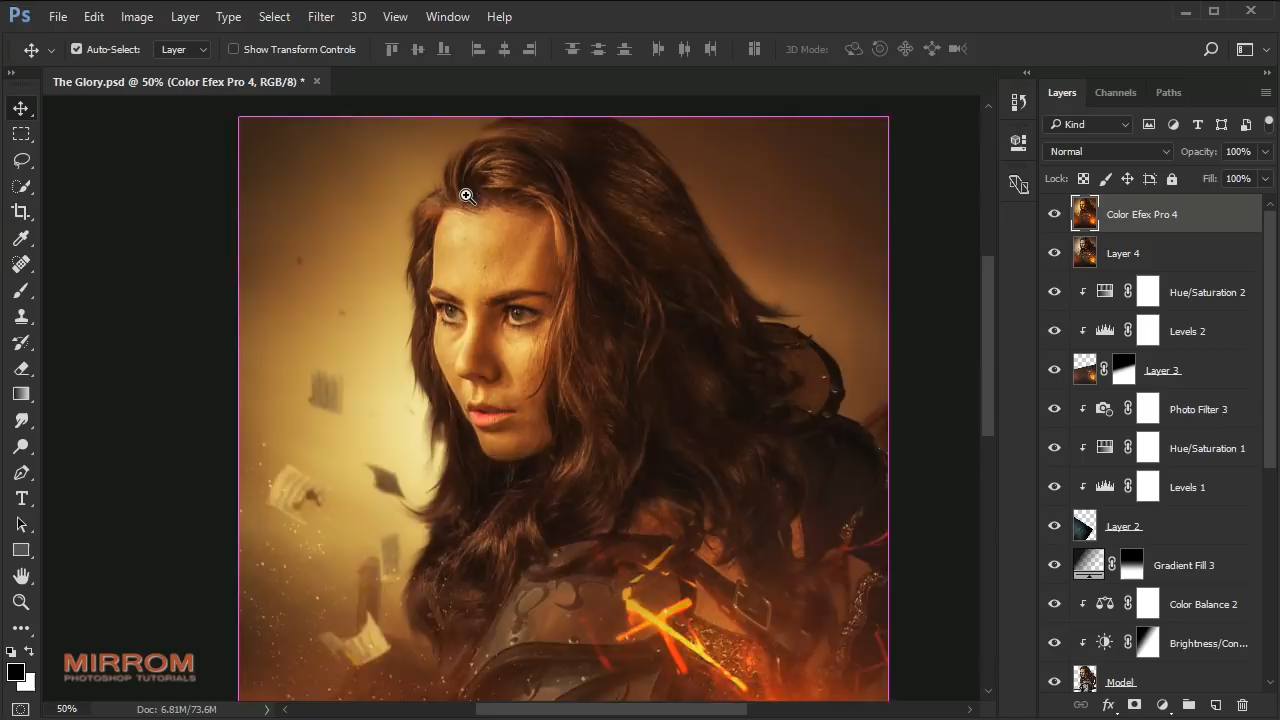 Ps File Edit Image Layer Type Select Filter 3D View Window Help
Auto-Select: Layer Show Transform Controls 3D Mode:
The Glory.psd @ 50% (Color Efex Pro 4, RGB/8) *
Layers Channels Paths
Kind
Normal Opacity: 100%
Lock: Fill: 100%
Color Efex Pro 4
Layer 4
Hue/Saturation 2
Levels 2
Layer 3
Photo Filter 3
Hue/Saturation 1
Levels 1
Layer 2
Gradient Fill 3
Color Balance 2
Brightness/Con...
Model
MIRROM
PHOTOSHOP TUTORIALS
50% Doc: 6.81M/73.6M